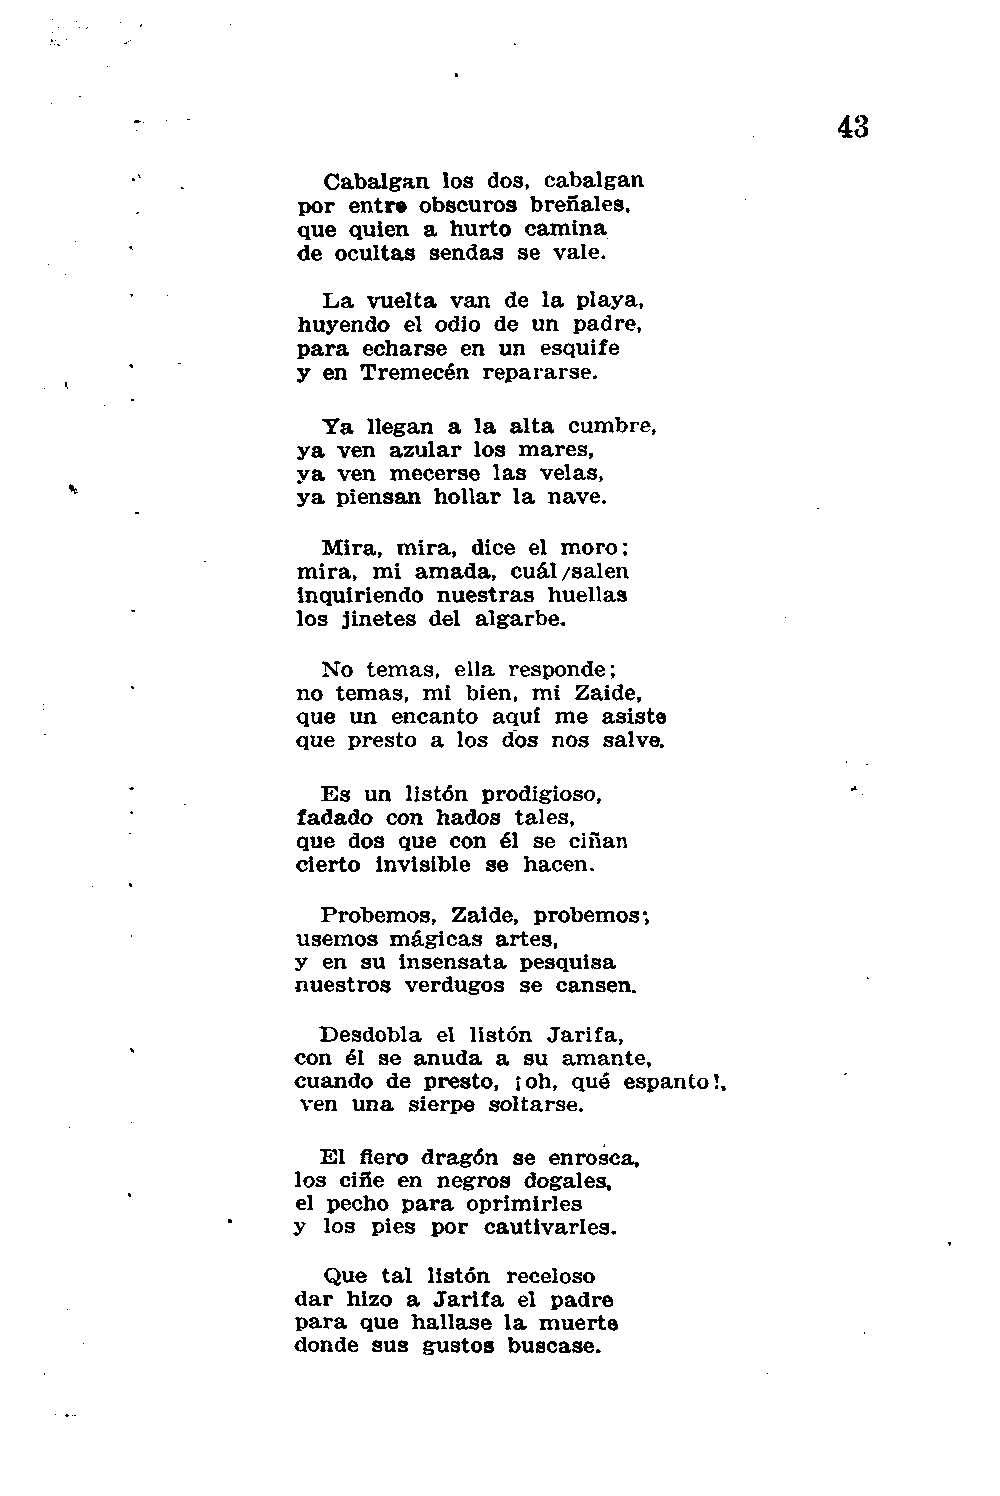 43
Cabalgan los dos, cabalgan
por entre obscuros breñales,
que quien a hurto camina
de ocultas sendas se vale.
La vuelta van de la playa,
huyendo el odio de un padre,
para echarse en un esquife
y en Tremecén repararse.
Ya llegan a la alta cumbre,
ya ven azular los mares,
ya ven mecerse las velas,
ya piensan hollar la nave.
Mira, mira, dice el moro;
mira, mi amada, cuál/salen
inquiriendo nuestras huellas
los jinetes del algarbe.
No temas, ella responde;
no temas, mi bien, mi Zaide,
que un encanto aquí me asiste
que presto a los dos nos salve.
Es un listón prodigioso,
fadado con hados tales,
que dos que con él se ciñan
cierto invisible se hacen.
Probemos, Zaide, probemos;
usemos mágicas artes,
y en su insensata pesquisa
nuestros verdugos se cansen.
Desdobla el listón Jarifa,
con él se anuda a su amante,
cuando de presto, ¡oh, qué espanto!,
ven una sierpe soltarse.
El fiero dragón se enrosca,
los ciñe en negros dogales,
el pecho para oprimirles
y los pies por cautivarles.
Que tal listón receloso
dar hizo a Jarifa el padre
para que hallase la muerte
donde sus gustos buscase.